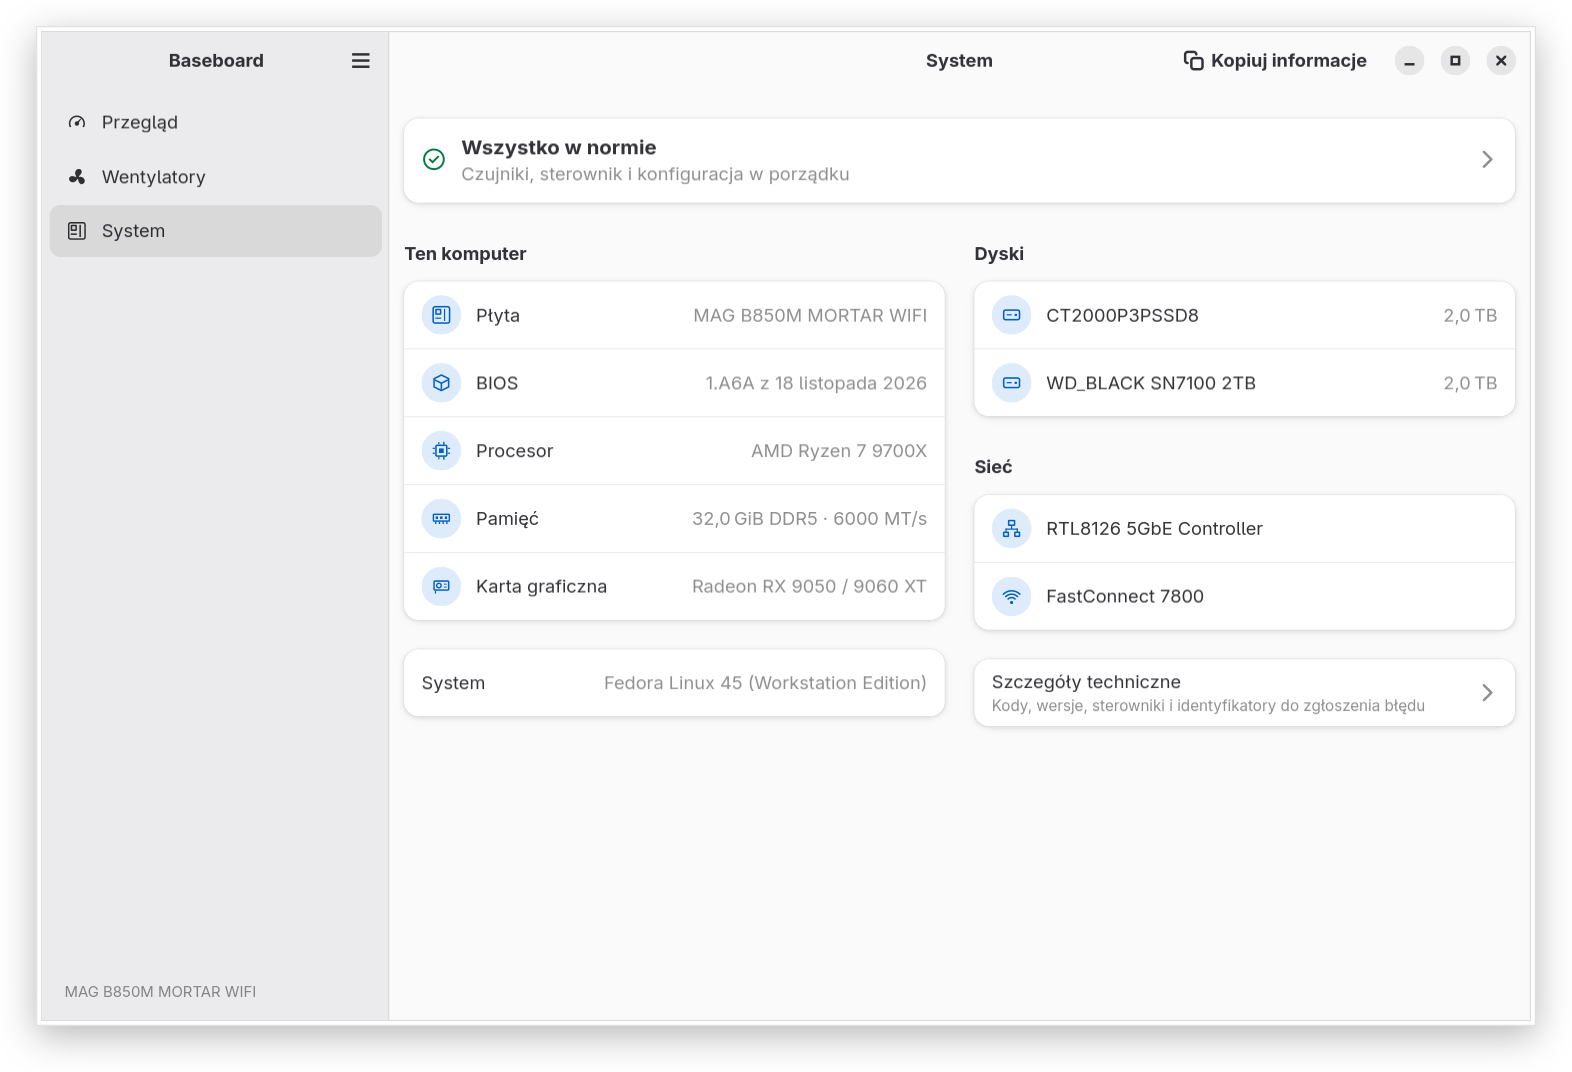 Baseboard
Przegląd
Wentylatory
System
MAG B850M MORTAR WIFI
System
Kopiuj informacje
Wszystko w normie
Czujniki, sterownik i konfiguracja w porządku
Ten komputer
Płyta MAG B850M MORTAR WIFI
BIOS 1.A6A z 18 listopada 2026
Procesor AMD Ryzen 7 9700X
Pamięć 32,0 GiB DDR5 · 6000 MT/s
Karta graficzna Radeon RX 9050 / 9060 XT
System Fedora Linux 45 (Workstation Edition)
Dyski
CT2000P3PSSD8 2,0 TB
WD_BLACK SN7100 2TB 2,0 TB
Sieć
RTL8126 5GbE Controller
FastConnect 7800
Szczegóły techniczne
Kody, wersje, sterowniki i identyfikatory do zgłoszenia błędu